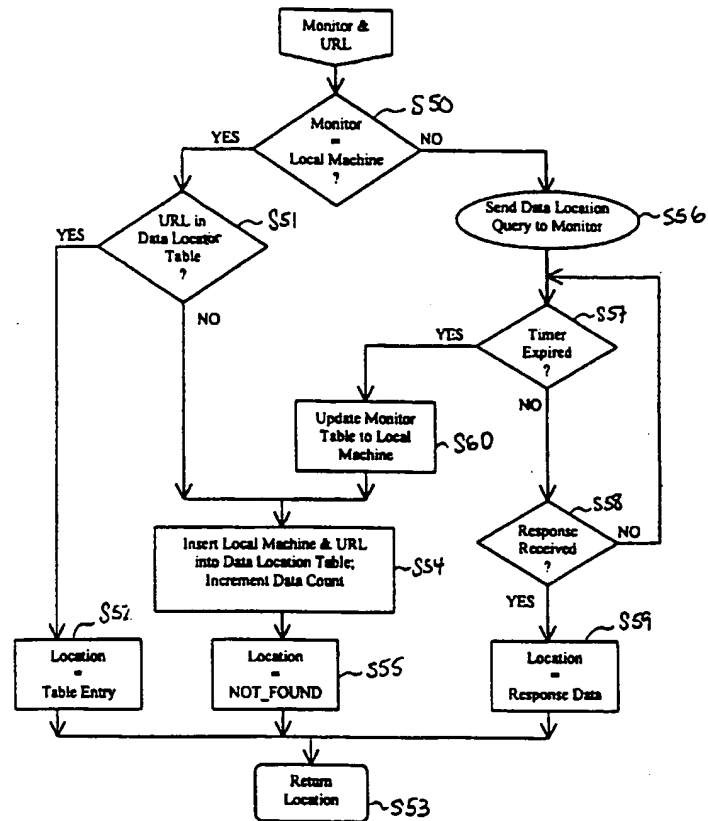 Monitor &
URL
S50
Monitor
=
Local Machine
?
YES
NO
S51
URL in
Data Locator
Table
?
YES
NO
Send Data Location
Query to Monitor
S56
S57
Timer
Expired
?
YES
NO
Update Monitor
Table to Local
Machine
S60
S58
Response
Received
?
NO
YES
Insert Local Machine & URL
into Data Location Table;
Increment Data Count
S54
S52
Location
=
Table Entry
Location
=
NOT_FOUND
S55
S59
Location
=
Response Data
Return
Location
S53